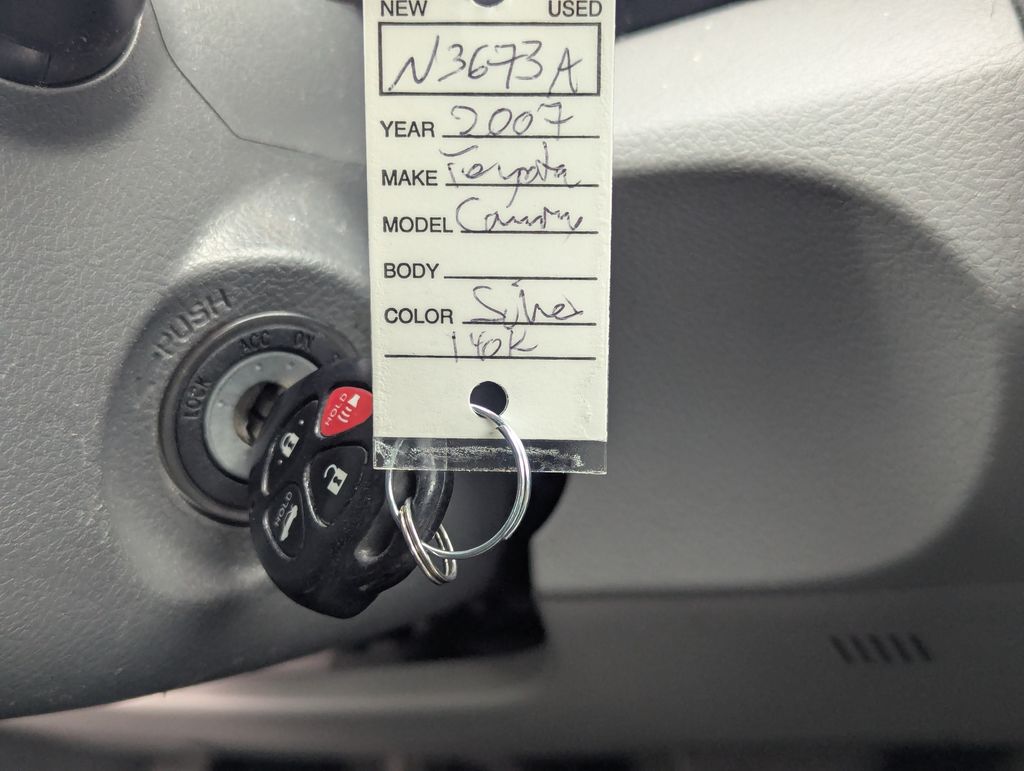 NEW USED
N3673A
YEAR 2007
MAKE Toyota
MODEL Camry
BODY
COLOR Silver
140K
PUSH
LOCK ACC ON
HOLD
HOLD